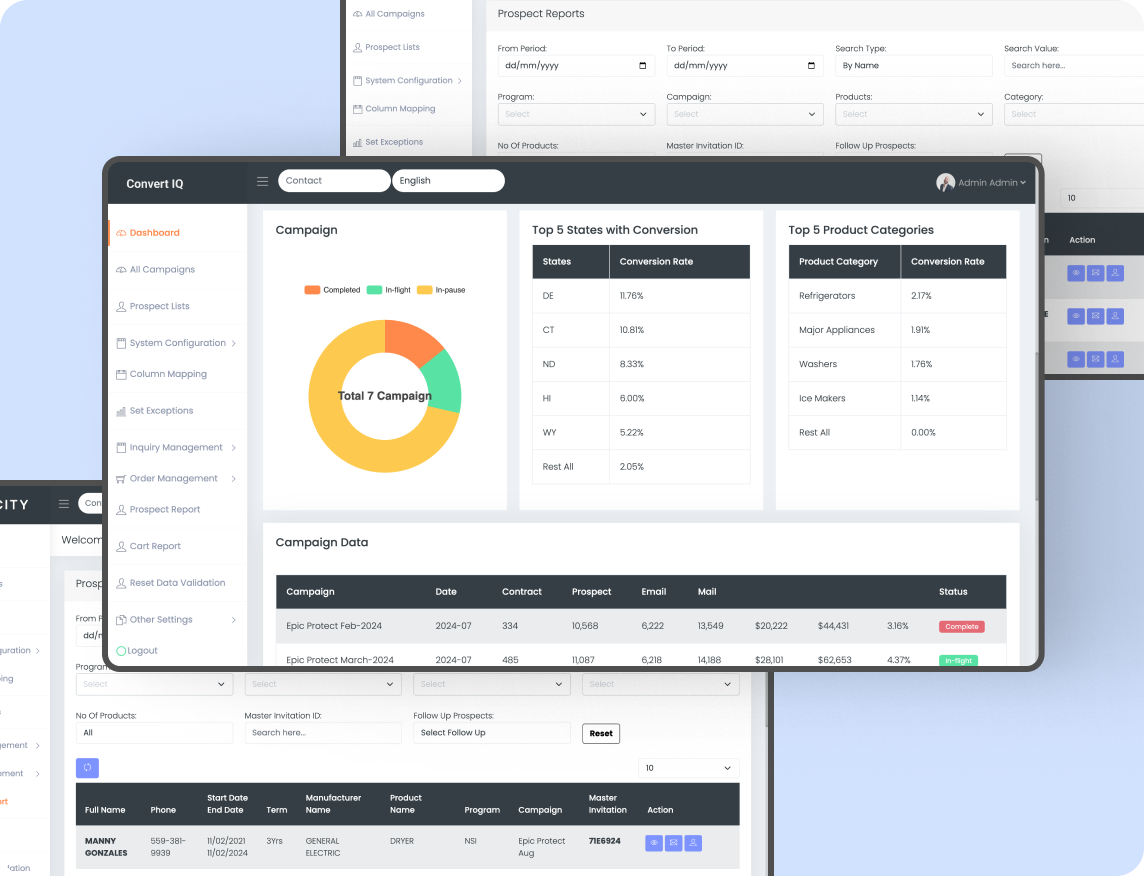 All Campaigns
Prospect Lists
System Configuration
Column Mapping
Set Exceptions
Prospect Reports
From Period: To Period: Search Type: Search Value:
dd/mm/yyyy dd/mm/yyyy By Name Search here...
Program: Campaign: Products: Category:
Select Select Select Select
No Of Products: Master Invitation ID: Follow Up Prospects:
10
n Action
E
Convert IQ Contact English Admin Admin
Dashboard
All Campaigns
Prospect Lists
System Configuration
Column Mapping
Set Exceptions
Inquiry Management
Order Management
Prospect Report
Cart Report
Reset Data Validation
Other Settings
Logout
Campaign
Completed In-flight In-pause
Total 7 Campaign
Top 5 States with Conversion
States Conversion Rate
DE 11.76%
CT 10.81%
ND 8.33%
HI 6.00%
WY 5.22%
Rest All 2.05%
Top 5 Product Categories
Product Category Conversion Rate
Refrigerators 2.17%
Major Appliances 1.91%
Washers 1.76%
Ice Makers 1.14%
Rest All 0.00%
Campaign Data
Campaign Date Contract Prospect Email Mail Status
Epic Protect Feb-2024 2024-07 334 10,568 6,222 13,549 $20,222 $44,431 3.16% Complete
Epic Protect March-2024 2024-07 485 11,087 6,218 14,188 $28,101 $62,653 4.37% In-flight
CITY Con
Welcom
s
guration
ping
s
gement
ement
rt
dation
Prosp
From P
dd/m
Program
Select Select Select Select
No Of Products: Master Invitation ID: Follow Up Prospects:
All Search here... Select Follow Up Reset
10
Full Name Phone Start Date End Date Term Manufacturer Name Product Name Program Campaign Master Invitation Action
MANNY GONZALES 559-381-9939 11/02/2021 11/02/2024 3Yrs GENERAL ELECTRIC DRYER NSI Epic Protect Aug 71E6924